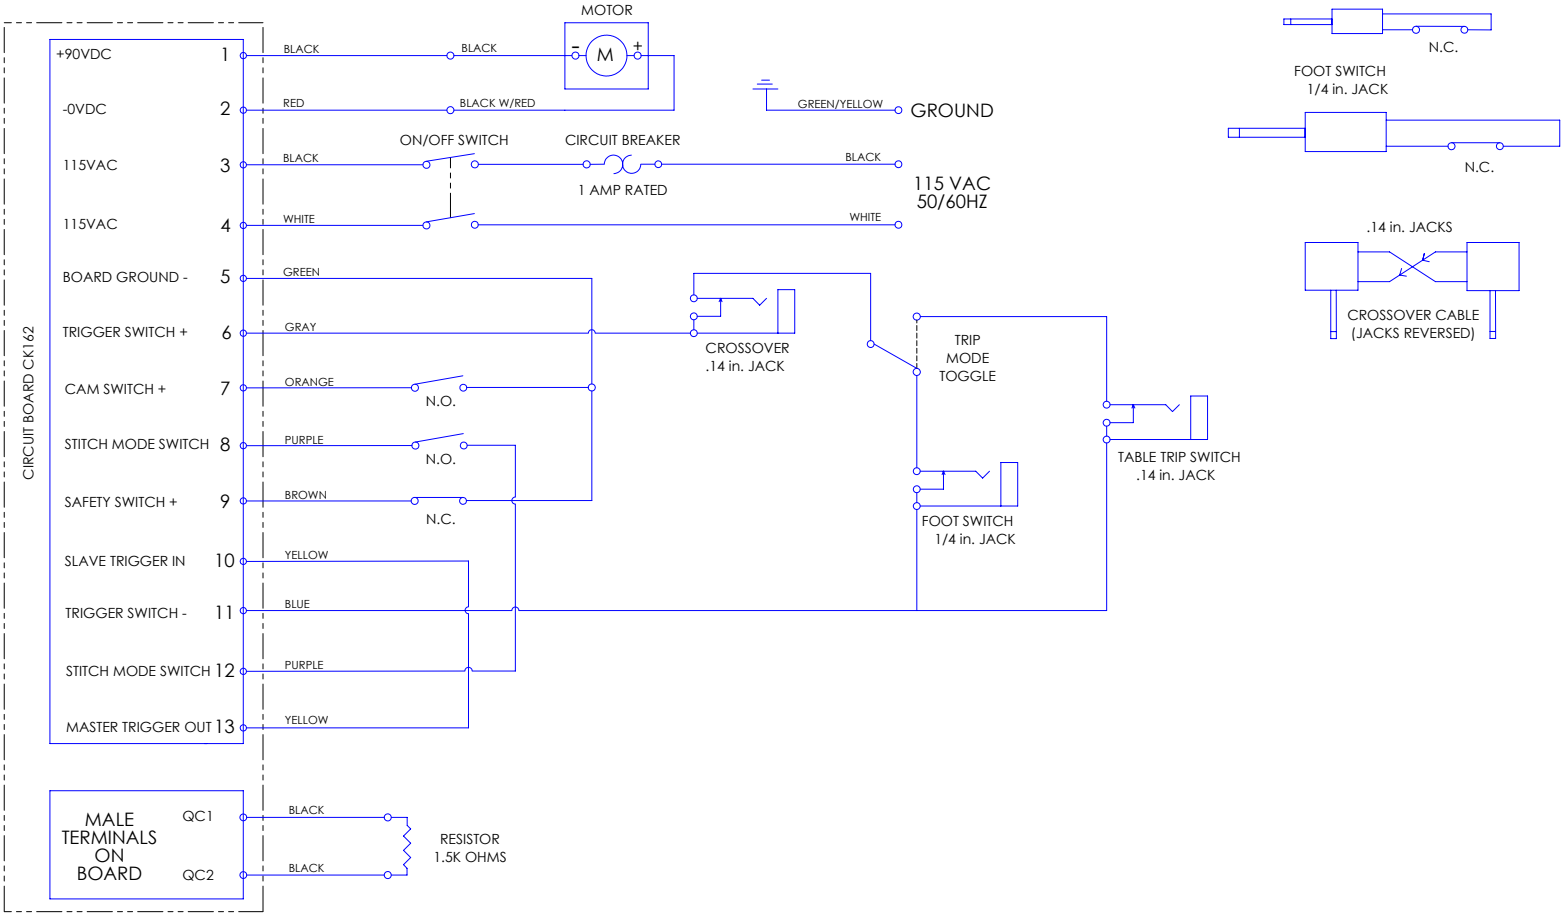 MOTOR
+90VDC 1 BLACK BLACK - M +
-0VDC 2 RED BLACK W/RED
GREEN/YELLOW GROUND
ON/OFF SWITCH CIRCUIT BREAKER
115VAC 3 BLACK BLACK
1 AMP RATED
115 VAC
50/60HZ
115VAC 4 WHITE WHITE
BOARD GROUND - 5 GREEN
TRIGGER SWITCH + 6 GRAY
CROSSOVER
.14 in. JACK
TRIP
MODE
TOGGLE
CAM SWITCH + 7 ORANGE
N.O.
STITCH MODE SWITCH 8 PURPLE
N.O.
TABLE TRIP SWITCH
.14 in. JACK
SAFETY SWITCH + 9 BROWN
N.C.
FOOT SWITCH
1/4 in. JACK
SLAVE TRIGGER IN 10 YELLOW
TRIGGER SWITCH - 11 BLUE
STITCH MODE SWITCH 12 PURPLE
MASTER TRIGGER OUT 13 YELLOW
CIRCUIT BOARD CK162
MALE
TERMINALS
ON
BOARD
QC1 BLACK
QC2 BLACK
RESISTOR
1.5K OHMS
N.C.
FOOT SWITCH
1/4 in. JACK
N.C.
.14 in. JACKS
CROSSOVER CABLE
(JACKS REVERSED)